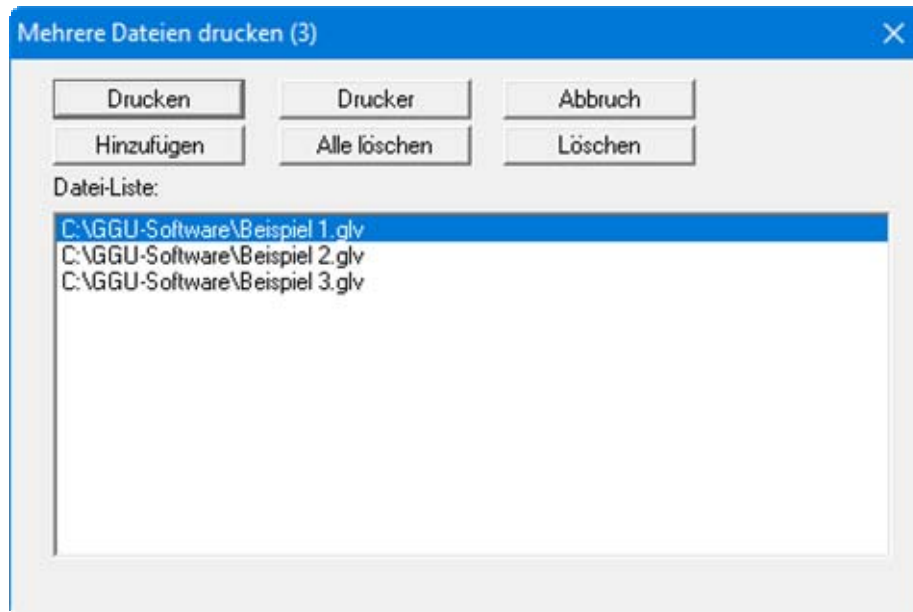 Mehrere Dateien drucken (3)
Drucken Drucker Abbruch
Hinzufügen Alle löschen Löschen
Datei-Liste:
C:\GGU-Software\Beispiel 1.glv
C:\GGU-Software\Beispiel 2.glv
C:\GGU-Software\Beispiel 3.glv